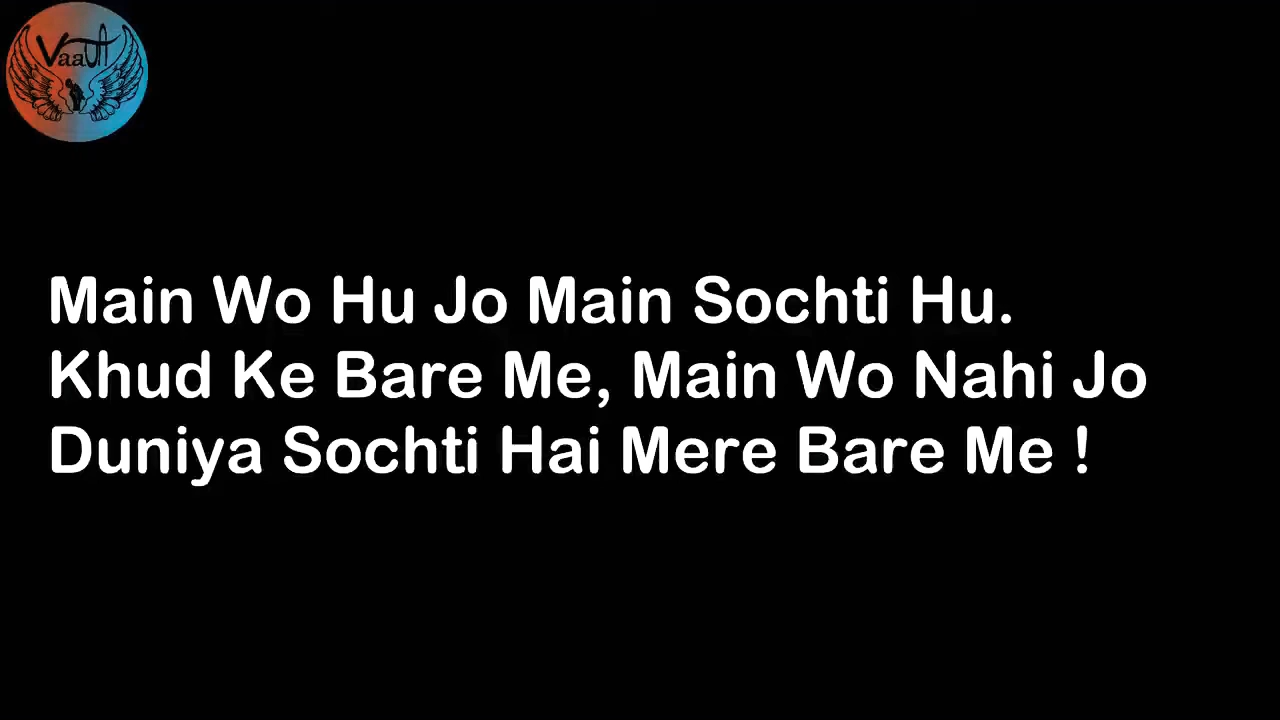 Main Wo Hu Jo Main Sochti Hu.
Khud Ke Bare Me, Main Wo Nahi Jo
Duniya Sochti Hai Mere Bare Me !